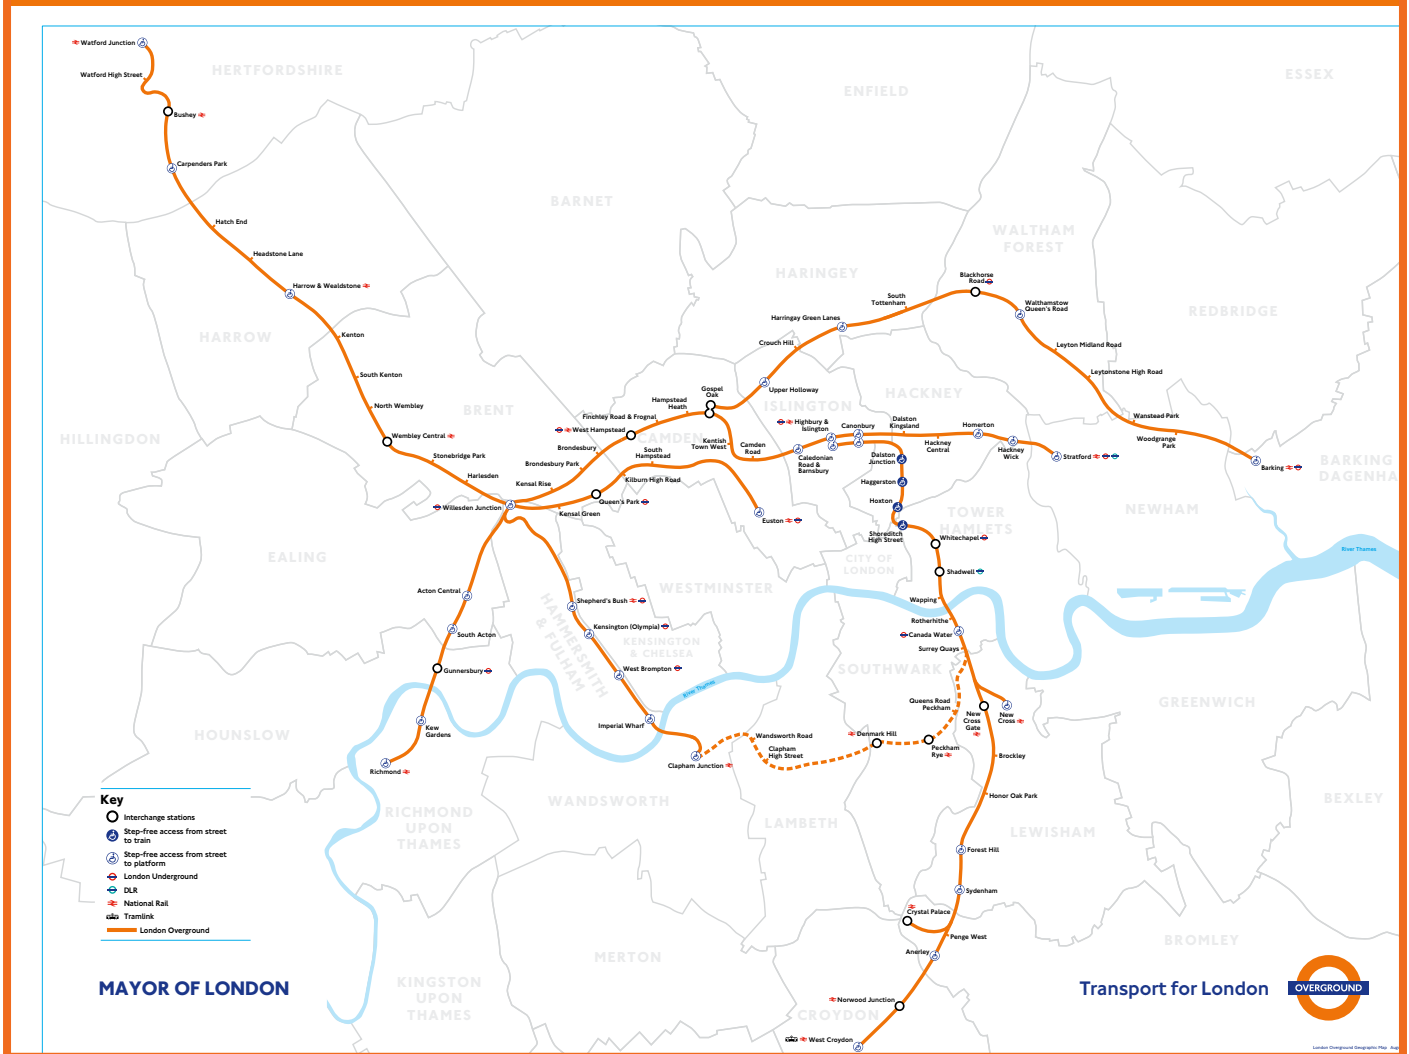 Watford Junction
Watford High Street
Bushey
Carpenders Park
Hatch End
Headstone Lane
Harrow & Wealdstone
Kenton
South Kenton
North Wembley
Wembley Central
Stonebridge Park
Harlesden
Willesden Junction
HERTFORDSHIRE
ESSEX
ENFIELD
BARNET
WALTHAM
FOREST
HARINGEY
HARROW
REDBRIDGE
HILLINGDON
BRENT
CAMDEN
ISLINGTON
HACKNEY
BARKING
DAGENHA
NEWHAM
TOWER
HAMLETS
EALING
CITY OF
LONDON
WESTMINSTER
HAMMERSMITH
& FULHAM
KENSINGTON
& CHELSEA
SOUTHWARK
GREENWICH
HOUNSLOW
WANDSWORTH
LAMBETH
LEWISHAM
BEXLEY
RICHMOND
UPON
THAMES
MERTON
BROMLEY
KINGSTON
UPON
THAMES
CROYDON
Blackhorse
Road
South
Tottenham
Walthamstow
Queen's Road
Harringay Green Lanes
Crouch Hill
Leyton Midland Road
Leytonstone High Road
Upper Holloway
Wanstead Park
Woodgrange
Park
Barking
Gospel
Oak
Hampstead
Heath
Finchley Road & Frognal
West Hampstead
Brondesbury
Brondesbury Park
Kensal Rise
Kensal Green
Queen's Park
Kilburn High Road
South
Hampstead
Euston
Kentish
Town West
Camden
Road
Caledonian
Road &
Barnsbury
Highbury &
Islington
Canonbury
Dalston
Kingsland
Hackney
Central
Homerton
Hackney
Wick
Stratford
Dalston
Junction
Haggerston
Hoxton
Shoreditch
High Street
Whitechapel
Shadwell
Wapping
Rotherhithe
Canada Water
Surrey Quays
Queens Road
Peckham
New
Cross
Gate
New
Cross
Denmark Hill
Peckham
Rye
Wandsworth Road
Clapham
High Street
Clapham Junction
Brockley
Honor Oak Park
Forest Hill
Sydenham
Crystal Palace
Penge West
Anerley
Norwood Junction
West Croydon
Acton Central
South Acton
Gunnersbury
Kew
Gardens
Richmond
Shepherd's Bush
Kensington (Olympia)
West Brompton
Imperial Wharf
River Thames
River Thames
Key
Interchange stations
Step-free access from street
to train
Step-free access from street
to platform
London Underground
DLR
National Rail
Tramlink
London Overground
MAYOR OF LONDON
Transport for London
OVERGROUND
London Overground Geographic Map Aug